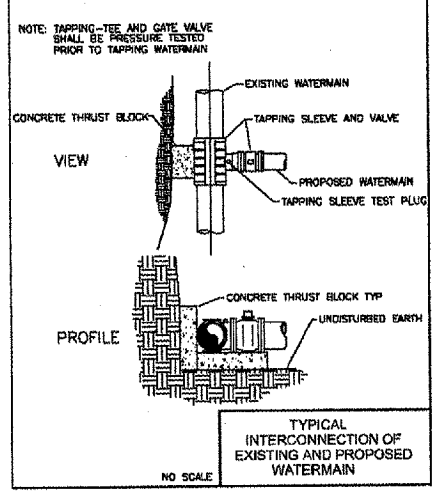 NOTE: TAPPING-TEE AND GATE VALVE
SHALL BE PRESSURE TESTED
PRIOR TO TAPPING WATERMAIN
EXISTING WATERMAIN
CONCRETE THRUST BLOCK
TAPPING SLEEVE AND VALVE
VIEW
PROPOSED WATERMAIN
TAPPING SLEEVE TEST PLUG
CONCRETE THRUST BLOCK TYP
UNDISTURBED EARTH
PROFILE
TYPICAL
INTERCONNECTION OF
EXISTING AND PROPOSED
WATERMAIN
NO SCALE